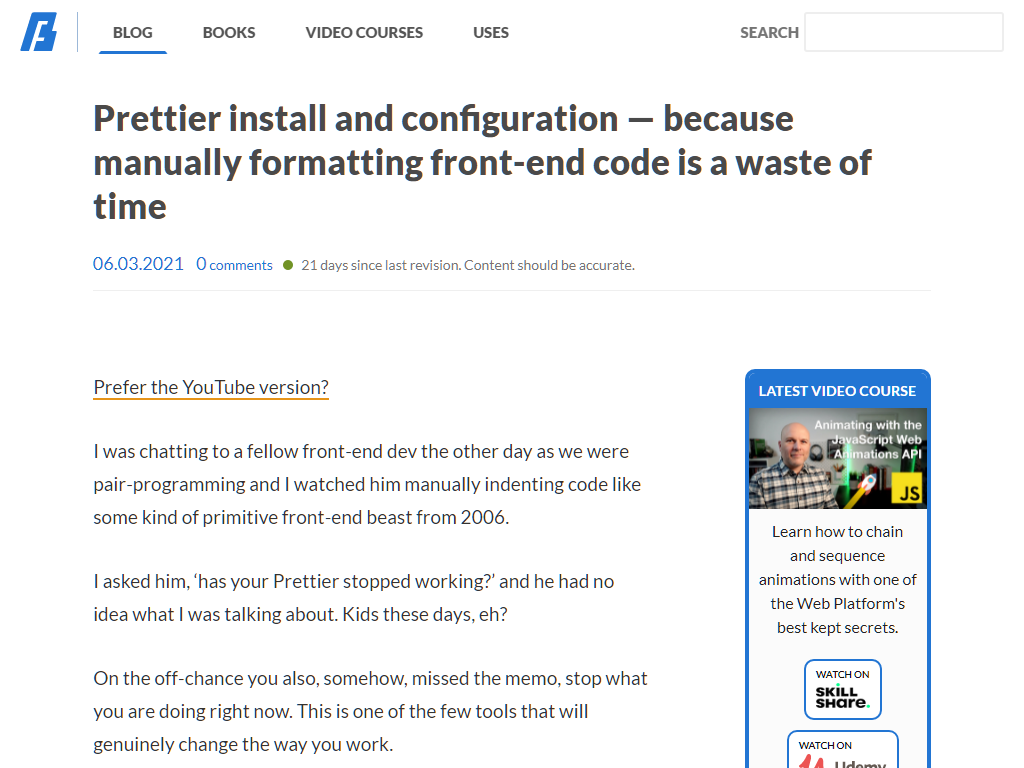 BLOG BOOKS VIDEO COURSES USES SEARCH
Prettier install and configuration — because
manually formatting front-end code is a waste of
time
06.03.2021 0 comments 21 days since last revision. Content should be accurate.
Prefer the YouTube version?
I was chatting to a fellow front-end dev the other day as we were
pair-programming and I watched him manually indenting code like
some kind of primitive front-end beast from 2006.
I asked him, ‘has your Prettier stopped working?’ and he had no
idea what I was talking about. Kids these days, eh?
On the off-chance you also, somehow, missed the memo, stop what
you are doing right now. This is one of the few tools that will
genuinely change the way you work.
LATEST VIDEO COURSE
Animating with the
JavaScript Web
Animations API
JS
Learn how to chain
and sequence
animations with one of
the Web Platform's
best kept secrets.
WATCH ON
SKILL
SHARE.
WATCH ON
Udemy